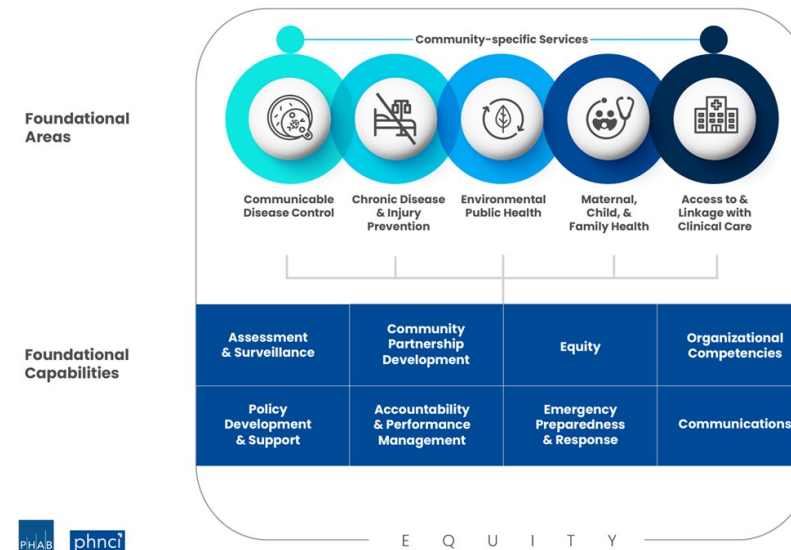 Community-specific Services
Foundational
Areas
Communicable
Disease Control
Chronic Disease
& Injury
Prevention
Environmental
Public Health
Maternal,
Child, &
Family Health
Access to &
Linkage with
Clinical Care
Foundational
Capabilities
Assessment
& Surveillance
Community
Partnership
Development
Equity
Organizational
Competencies
Policy
Development
& Support
Accountability
& Performance
Management
Emergency
Preparedness
& Response
Communications
PHAB
phnci
EQUITY